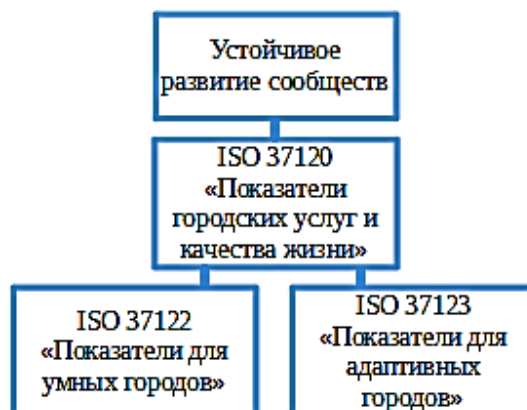 Устойчивое
развитие сообществ
ISO 37120
«Показатели
городских услуг и
качества жизни»
ISO 37122
«Показатели для
умных городов»
ISO 37123
«Показатели для
адаптивных
городов»